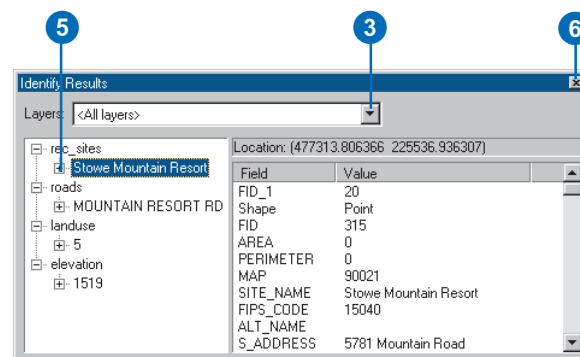 5
3
6
Identify Results
Layers: <All layers>
rec_sites
Stowe Mountain Resort
roads
MOUNTAIN RESORT RD
landuse
5
elevation
1519
Location: (477313.806366 225536.936307)
Field Value
FID_1 20
Shape Point
FID 315
AREA 0
PERIMETER 0
MAP 90021
SITE_NAME Stowe Mountain Resort
FIPS_CODE 15040
ALT_NAME
S_ADDRESS 5781 Mountain Road